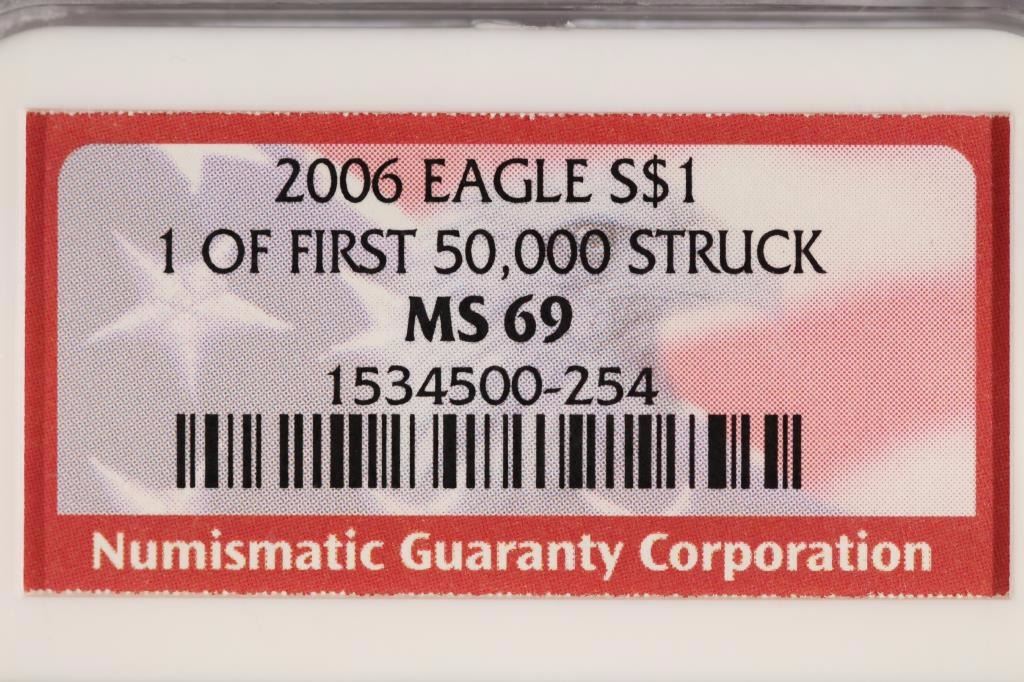 2006 EAGLE S$1
1 OF FIRST 50,000 STRUCK
MS 69
1534500-254
Numismatic Guaranty Corporation